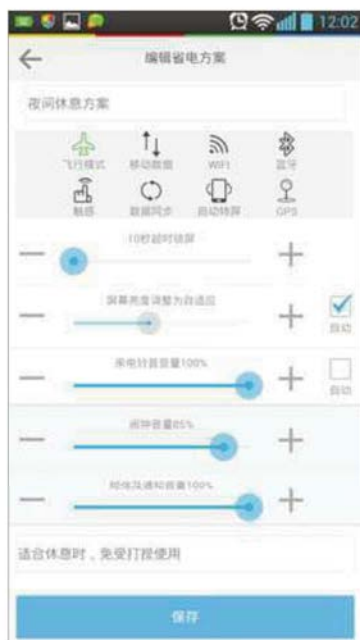 12:02
编辑省电方案
夜间休息方案
飞行模式 移动数据 WIFI 蓝牙
触感 数据同步 自动转屏 GPS
10秒超时锁屏
屏幕亮度调整为自适应
自动
来电铃音音量100%
自动
闹钟音量85%
短信及通知音量100%
适合休息时，免受打搅使用
保存